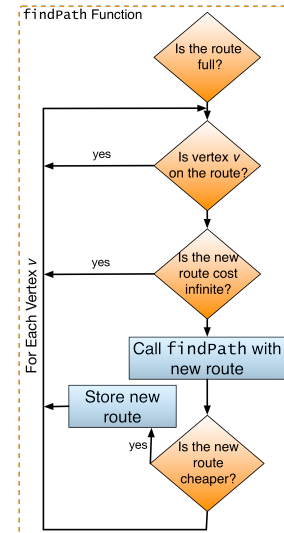 findPath Function
Is the route
full?
yes
Is vertex v
on the route?
yes
Is the new
route cost
infinite?
For Each Vertex v
Call findPath with
new route
Store new
route
yes
Is the new
route
cheaper?